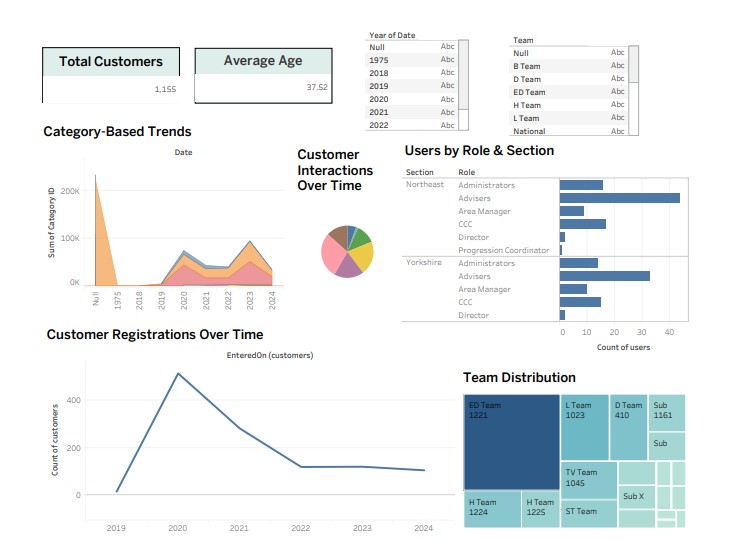 Total Customers
1,155
Average Age
37.52
Year of Date
Null Abc
1975 Abc
2018 Abc
2019 Abc
2020 Abc
2021 Abc
2022 Abc
Team
Null Abc
B Team Abc
D Team Abc
ED Team Abc
H Team Abc
L Team Abc
National Abc
Category-Based Trends
Date
Sum of Category ID
200K
100K
0K
Null
1975
2018
2019
2020
2021
2022
2023
2024
Customer
Interactions
Over Time
Users by Role & Section
Section Role
Northeast Administrators
Advisers
Area Manager
CCC
Director
Progression Coordinator
Yorkshire Administrators
Advisers
Area Manager
CCC
Director
0 10 20 30 40
Count of users
Customer Registrations Over Time
EnteredOn (customers)
Count of customers
400
200
0
2019 2020 2021 2022 2023 2024
Team Distribution
ED Team
1221
L Team
1023
D Team
410
Sub
1161
Sub
TV Team
1045
Sub X
H Team
1224
H Team
1225
ST Team